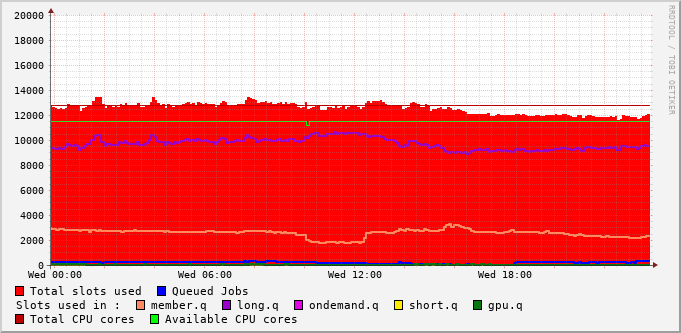 20000
18000
16000
14000
12000
10000
8000
6000
4000
2000
0
Wed 00:00 Wed 06:00 Wed 12:00 Wed 18:00
Total slots used Queued Jobs
Slots used in : member.q long.q ondemand.q short.q gpu.q
Total CPU cores Available CPU cores
RRDTOOL / TOBI OETIKER